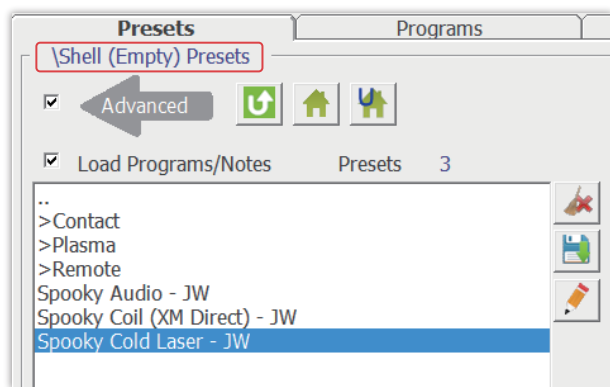 Presets Programs
\Shell (Empty) Presets
Advanced
U
Load Programs/Notes Presets 3
..
>Contact
>Plasma
>Remote
Spooky Audio - JW
Spooky Coil (XM Direct) - JW
Spooky Cold Laser - JW